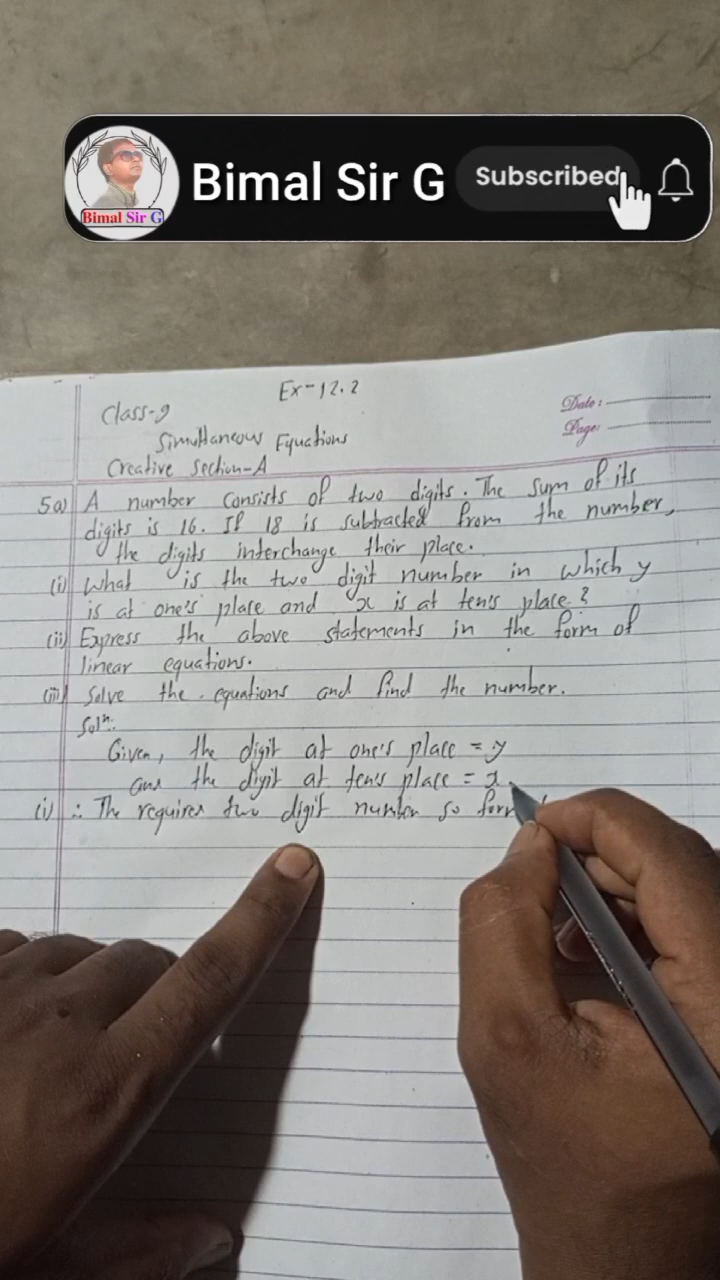 Bimal Sir G
Bimal Sir G
Subscribed
Ex-12.2
Class-9
Date:
Page:
Simultaneous Equations
Creative Section-A
5a) A number consists of two digits. The sum of its
digits is 16. If 18 is subtracted from the number,
the digits interchange their place.
(i) What is the two digit number in which y
is at one's place and x is at ten's place?
(ii) Express the above statements in the form of
linear equations.
(iii) Solve the equations and find the number.
Solⁿ:
Given, the digit at one's place = y
and the digit at ten's place = x.
(i) ∴ The required two digit number so